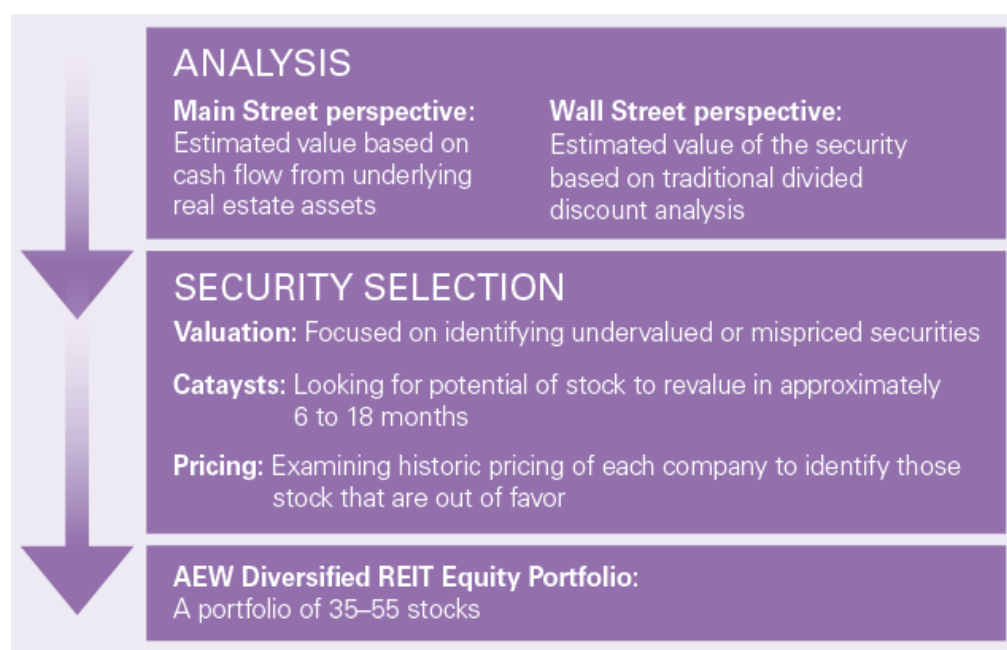 ANALYSIS
Main Street perspective:
Estimated value based on
cash flow from underlying
real estate assets
Wall Street perspective:
Estimated value of the security
based on traditional divided
discount analysis
SECURITY SELECTION
Valuation: Focused on identifying undervalued or mispriced securities
Cataysts: Looking for potential of stock to revalue in approximately
6 to 18 months
Pricing: Examining historic pricing of each company to identify those
stock that are out of favor
AEW Diversified REIT Equity Portfolio:
A portfolio of 35–55 stocks